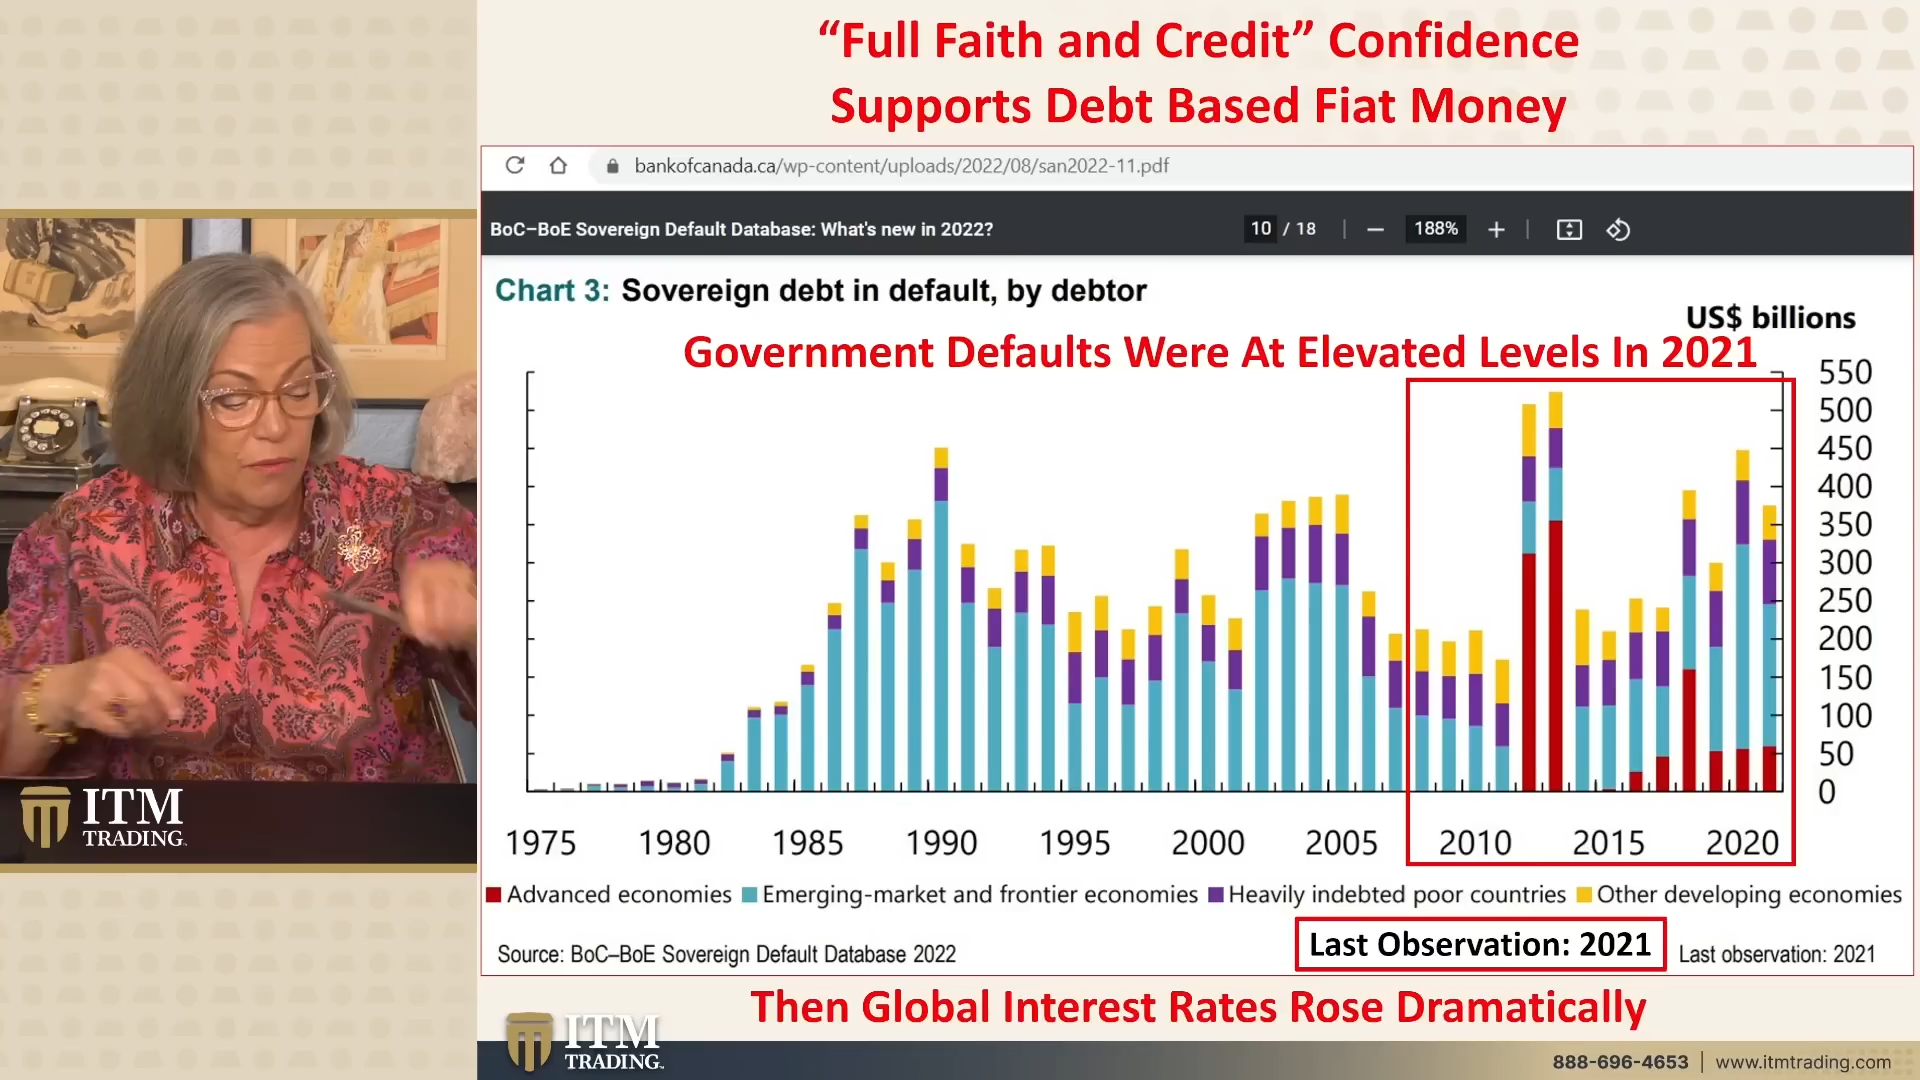 “Full Faith and Credit” Confidence
Supports Debt Based Fiat Money
bankofcanada.ca/wp-content/uploads/2022/08/san2022-11.pdf
BoC–BoE Sovereign Default Database: What's new in 2022?
10 / 18
188%
Chart 3: Sovereign debt in default, by debtor
US$ billions
Government Defaults Were At Elevated Levels In 2021
550
500
450
400
350
300
250
200
150
100
50
0
1975 1980 1985 1990 1995 2000 2005 2010 2015 2020
Advanced economies Emerging-market and frontier economies Heavily indebted poor countries Other developing economies
Source: BoC–BoE Sovereign Default Database 2022
Last Observation: 2021
Last observation: 2021
Then Global Interest Rates Rose Dramatically
ITM
TRADING
ITM
TRADING
888-696-4653 | www.itmtrading.com